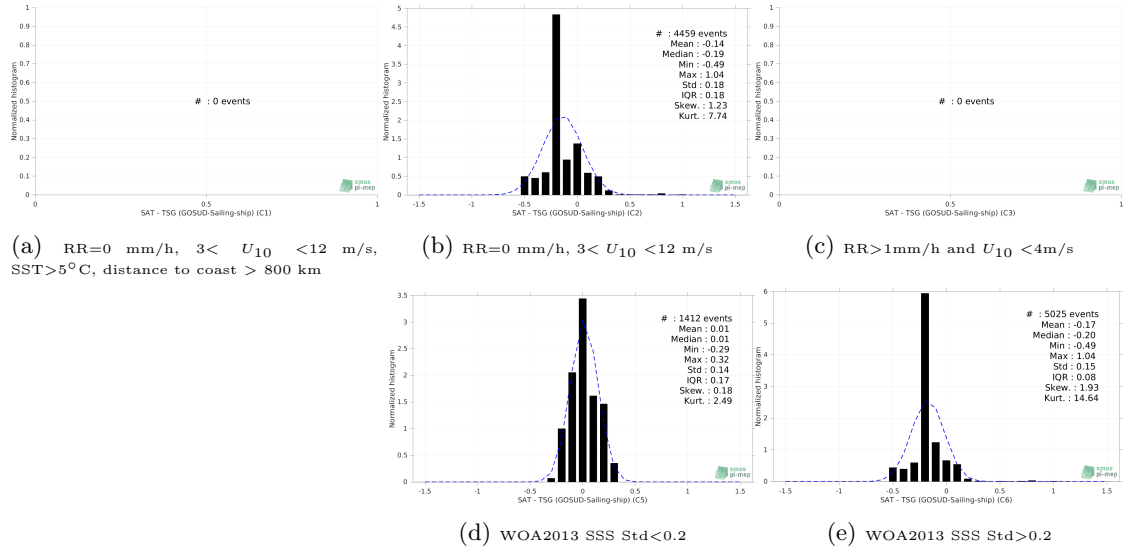 1
0.9
0.8
0.7
0.6
0.5
0.4
0.3
0.2
0.1
0
Normalized histogram
# : 0 events
smos
pi-mep
0 0.5 1
SAT - TSG (GOSUD-Sailing-ship) (C1)
(a) RR=0 mm/h, 3< U10 <12 m/s,
SST>5°C, distance to coast > 800 km
5
4.5
4
3.5
3
2.5
2
1.5
1
0.5
0
Normalized histogram
# : 4459 events
Mean : -0.14
Median : -0.19
Min : -0.49
Max : 1.04
Std : 0.18
IQR : 0.18
Skew. : 1.23
Kurt. : 7.74
smos
pi-mep
-1.5 -1 -0.5 0 0.5 1 1.5
SAT - TSG (GOSUD-Sailing-ship) (C2)
(b) RR=0 mm/h, 3< U10 <12 m/s
1
0.9
0.8
0.7
0.6
0.5
0.4
0.3
0.2
0.1
0
Normalized histogram
# : 0 events
smos
pi-mep
0 0.5 1
SAT - TSG (GOSUD-Sailing-ship) (C3)
(c) RR>1mm/h and U10 <4m/s
3.5
3
2.5
2
1.5
1
0.5
0
Normalized histogram
# : 1412 events
Mean : 0.01
Median : 0.01
Min : -0.29
Max : 0.32
Std : 0.14
IQR : 0.17
Skew. : 0.18
Kurt. : 2.49
smos
pi-mep
-1.5 -1 -0.5 0 0.5 1 1.5
SAT - TSG (GOSUD-Sailing-ship) (C5)
(d) WOA2013 SSS Std<0.2
6
5
4
3
2
1
0
Normalized histogram
# : 5025 events
Mean : -0.17
Median : -0.20
Min : -0.49
Max : 1.04
Std : 0.15
IQR : 0.08
Skew. : 1.93
Kurt. : 14.64
smos
pi-mep
-1.5 -1 -0.5 0 0.5 1 1.5
SAT - TSG (GOSUD-Sailing-ship) (C6)
(e) WOA2013 SSS Std>0.2